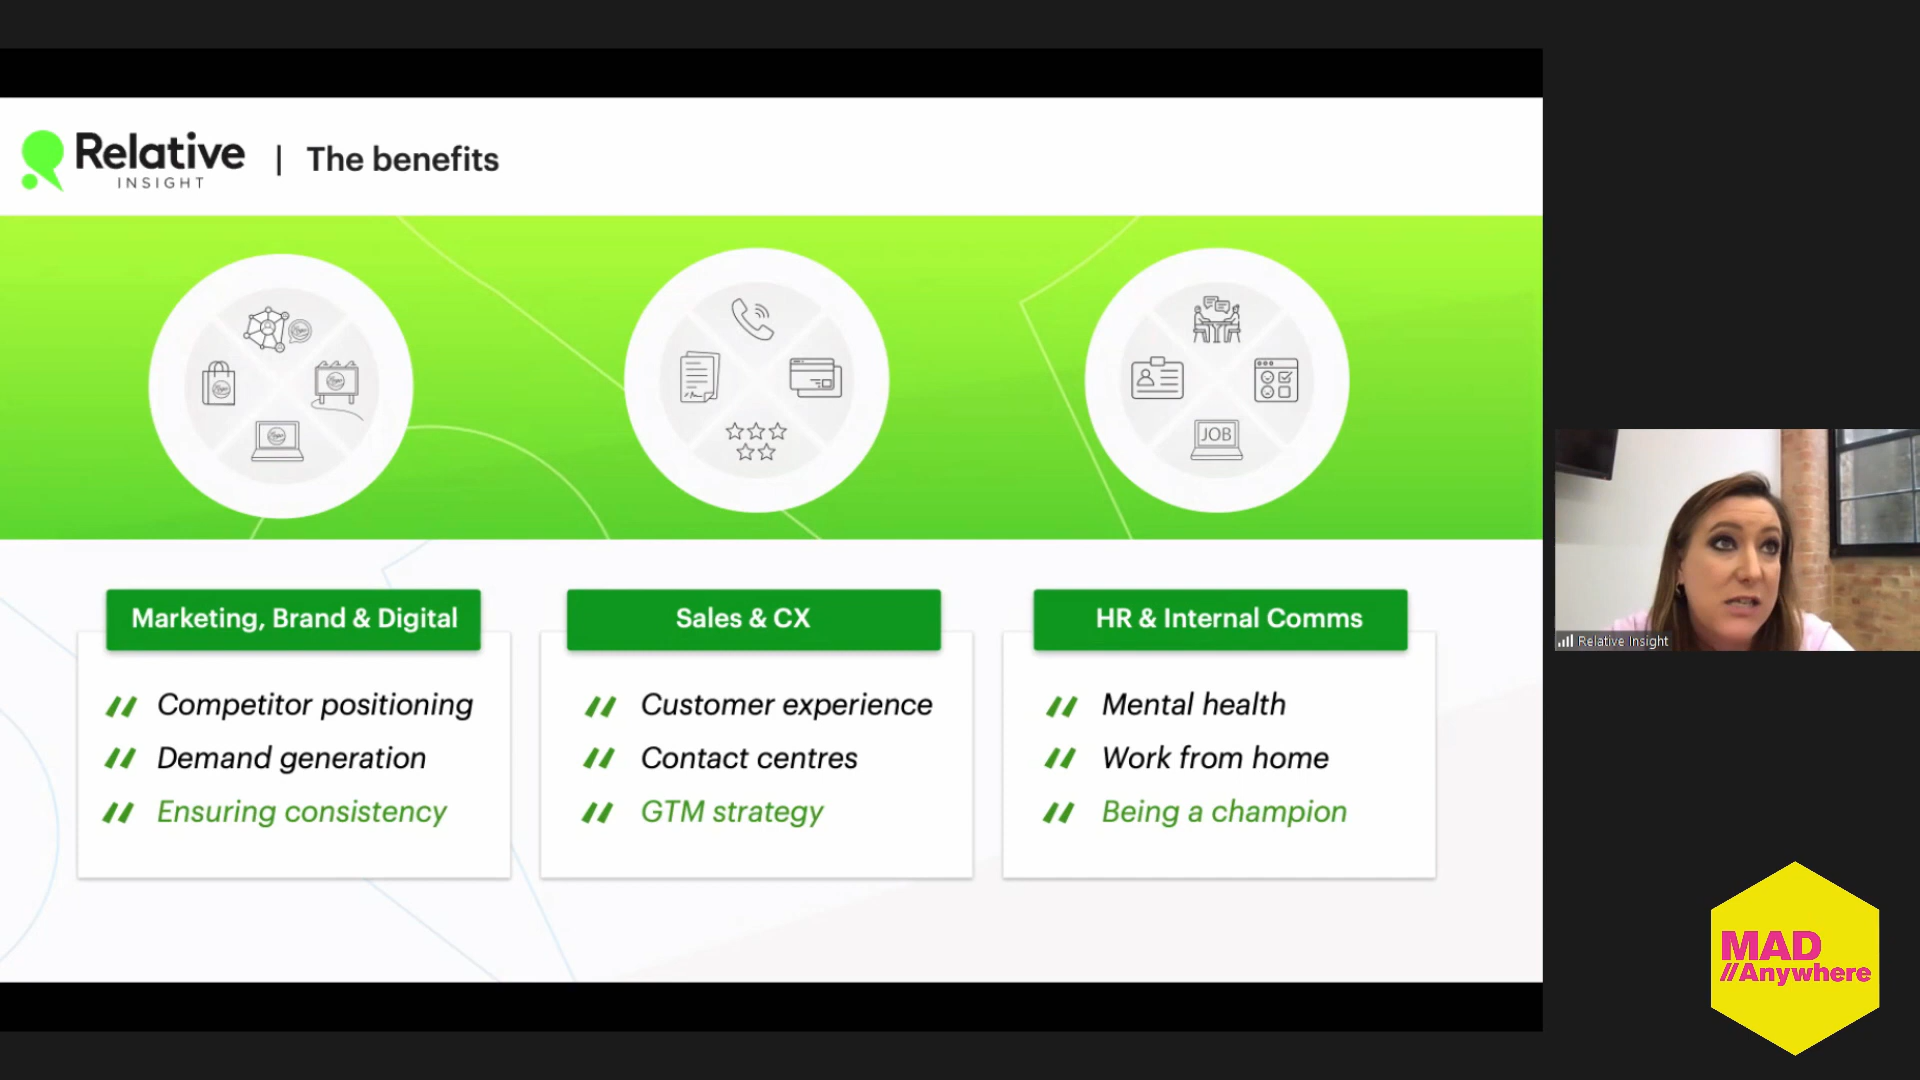 Relative
INSIGHT
| The benefits
JOB
Marketing, Brand & Digital
Competitor positioning
Demand generation
Ensuring consistency
Sales & CX
Customer experience
Contact centres
GTM strategy
HR & Internal Comms
Mental health
Work from home
Being a champion
Relative Insight
MAD
//Anywhere